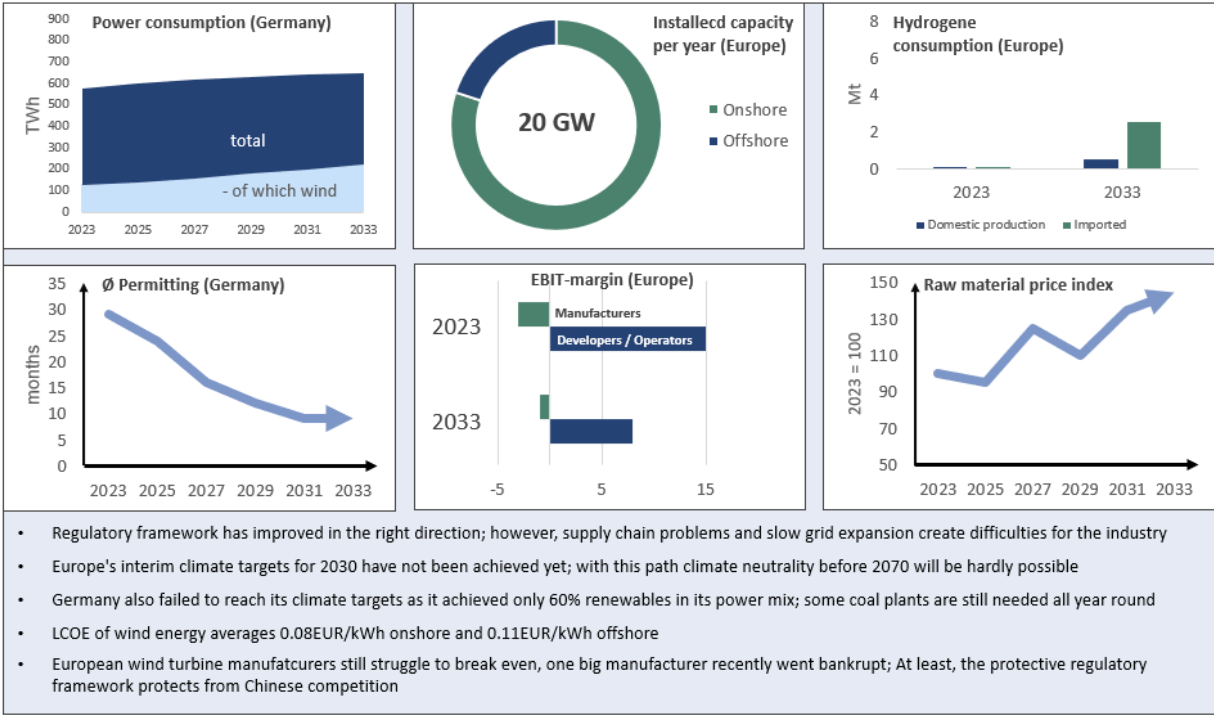 Power consumption (Germany)
900
800
700
600
500
400
300
200
100
0
TWh
total
- of which wind
2023 2025 2027 2029 2031 2033
Installecd capacity
per year (Europe)
20 GW
Onshore
Offshore
Hydrogene
consumption (Europe)
8
6
4
2
0
Mt
2023 2033
Domestic production Imported
Ø Permitting (Germany)
35
30
25
20
15
10
5
0
months
2023 2025 2027 2029 2031 2033
EBIT-margin (Europe)
2023
Manufacturers
Developers / Operators
2033
-5 5 15
Raw material price index
150
130
110
90
70
50
2023 = 100
2023 2025 2027 2029 2031 2033
• Regulatory framework has improved in the right direction; however, supply chain problems and slow grid expansion create difficulties for the industry
• Europe's interim climate targets for 2030 have not been achieved yet; with this path climate neutrality before 2070 will be hardly possible
• Germany also failed to reach its climate targets as it achieved only 60% renewables in its power mix; some coal plants are still needed all year round
• LCOE of wind energy averages 0.08EUR/kWh onshore and 0.11EUR/kWh offshore
• European wind turbine manufatcurers still struggle to break even, one big manufacturer recently went bankrupt; At least, the protective regulatory
framework protects from Chinese competition